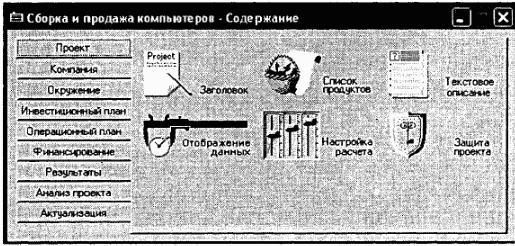 Сборка и продажа компьютеров - Содержание
Проект
Компания
Окружение
Инвестиционный план
Операционный план
Финансирование
Результаты
Анализ проекта
Актуализация
Project
Заголовок
Список
продуктов
Текстовое
описание
Отображение
данных
Настройка
расчета
Защита
проекта